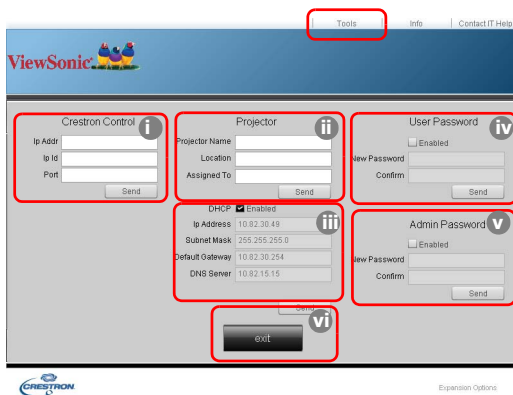 Tools Info Contact IT Help
ViewSonic
Crestron Control i
Ip Addr
Ip Id
Port
Send
Projector ii
Projector Name
Location
Assigned To
Send
DHCP Enabled iii
Ip Address 10.82.30.49
Subnet Mask 255.255.255.0
Default Gateway 10.82.30.254
DNS Server 10.82.15.15
Send
User Password iv
Enabled
New Password
Confirm
Send
Admin Password v
Enabled
New Password
Confirm
Send
vi
exit
CRESTRON
Expansion Options